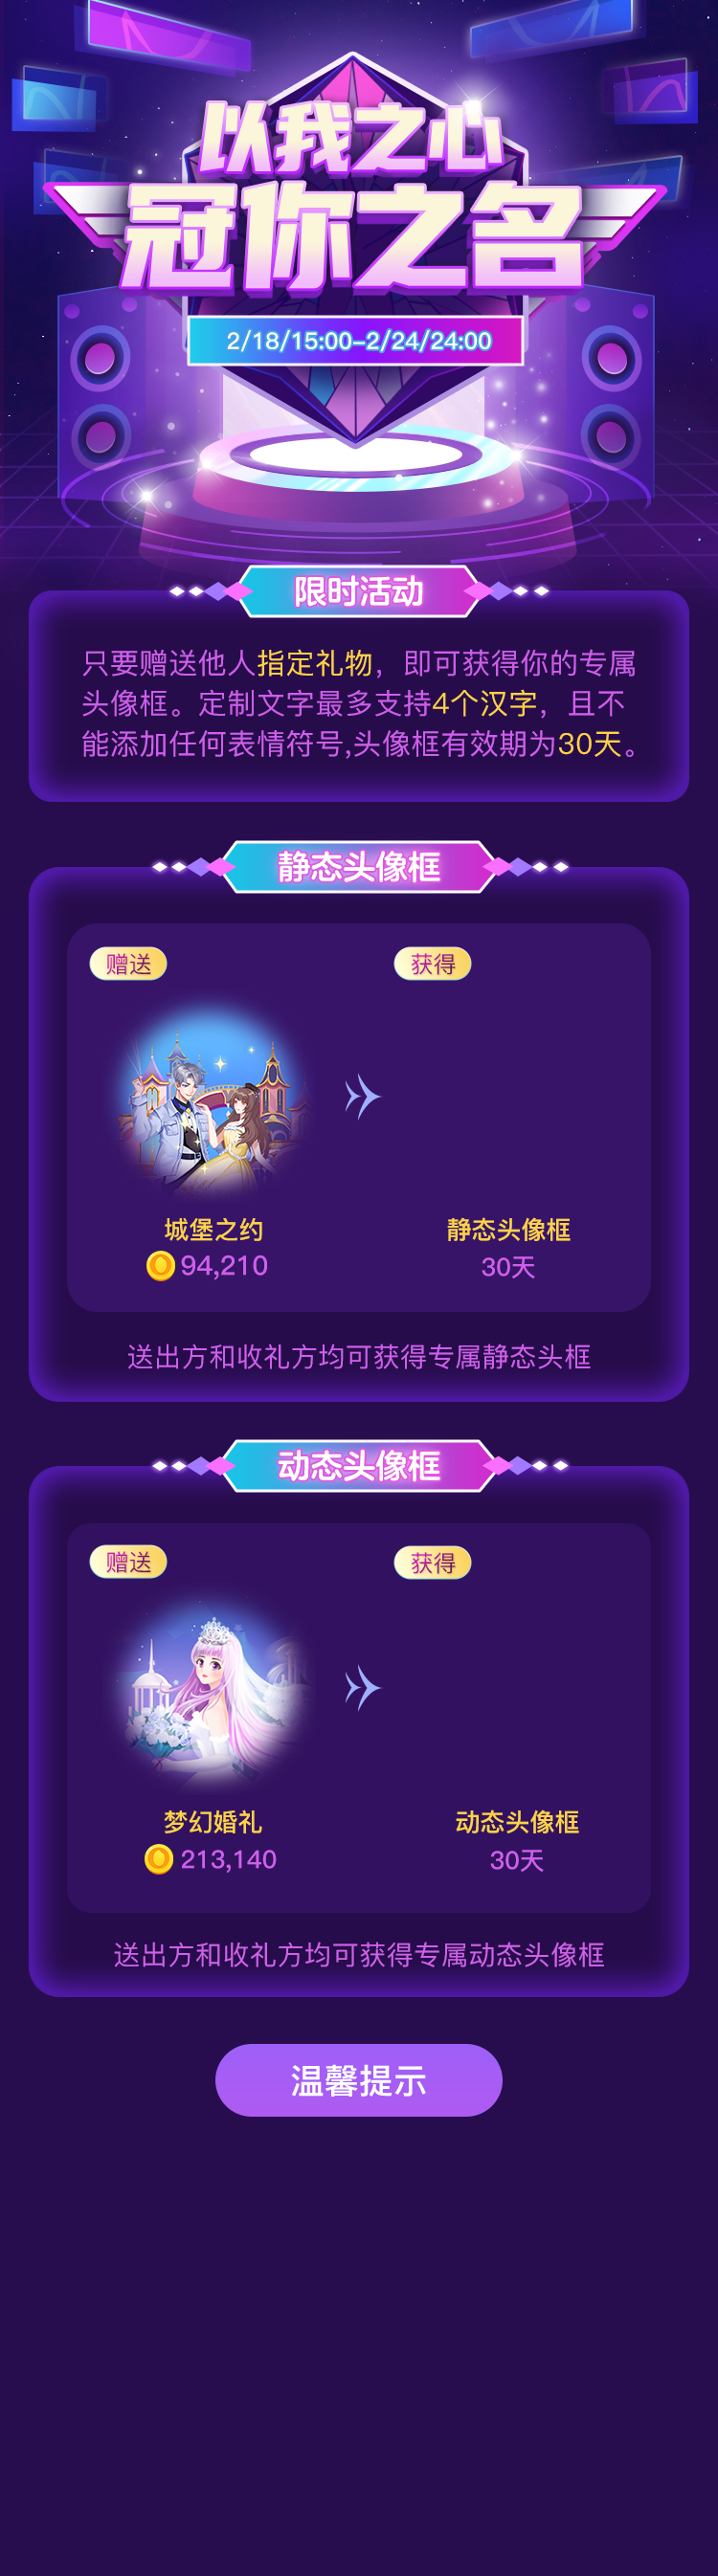 以我之心
冠你之名
2/18/15:00-2/24/24:00
限时活动
只要赠送他人指定礼物，即可获得你的专属
头像框。定制文字最多支持4个汉字，且不
能添加任何表情符号,头像框有效期为30天。
静态头像框
赠送
获得
城堡之约
94,210
静态头像框
30天
送出方和收礼方均可获得专属静态头框
动态头像框
赠送
获得
梦幻婚礼
213,140
动态头像框
30天
送出方和收礼方均可获得专属动态头像框
温馨提示